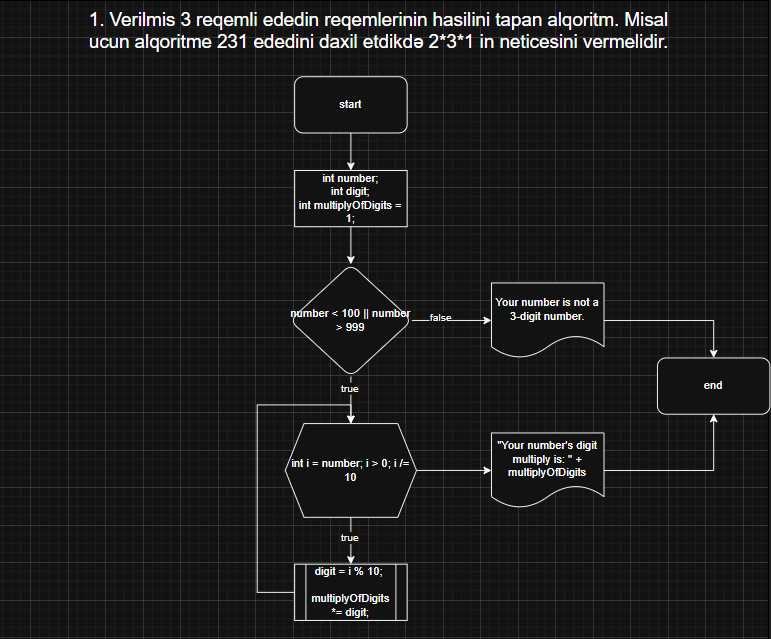 1. Verilmis 3 reqemli ededin reqemlerinin hasilini tapan alqoritm. Misal
ucun alqoritme 231 ededini daxil etdikdə 2*3*1 in neticesini vermelidir.
start
int number;
int digit;
int multiplyOfDigits =
1;
number < 100 || number
> 999
false
Your number is not a
3-digit number.
end
true
int i = number; i > 0; i /=
10
"Your number's digit
multiply is: " +
multiplyOfDigits
true
digit = i % 10;
multiplyOfDigits
*= digit;